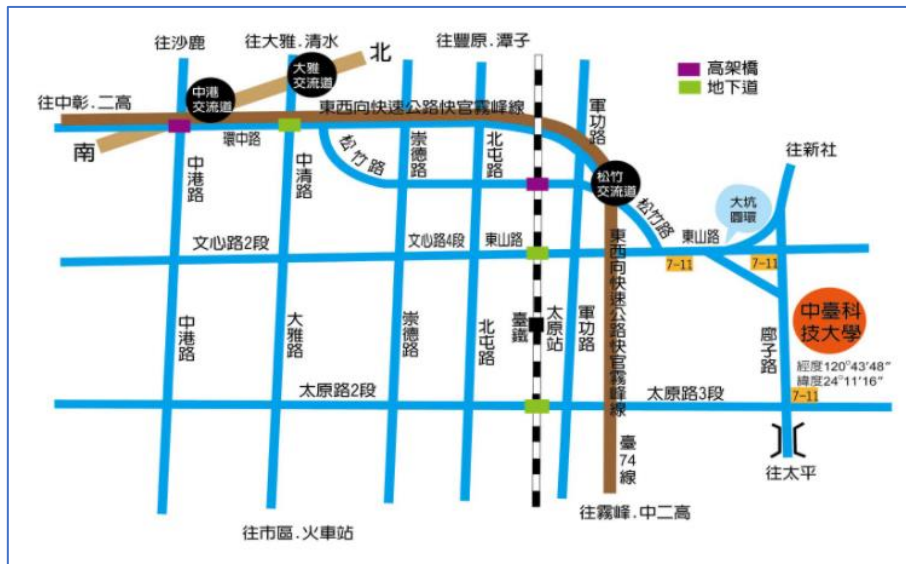 往沙鹿
往大雅.清水
北
往豐原.潭子
高架橋
地下道
大雅
交流道
中港
交流道
往中彰.二高
東西向快速公路快官霧峰線
軍功路
南
環中路
中港路
中清路
松竹路
崇德路
北屯路
松竹
交流道
松竹路
往新社
大坑
圓環
文心路2段
文心路4段
東山路
東山路
7-11
7-11
東西向快速公路快官霧峰線
中港路
大雅路
崇德路
北屯路
臺鐵
太原站
軍功路
廍子路
中臺科
技大學
經度120°43'48"
緯度24°11'16"
7-11
太原路2段
太原路3段
臺74線
往太平
往霧峰.中二高
往市區.火車站